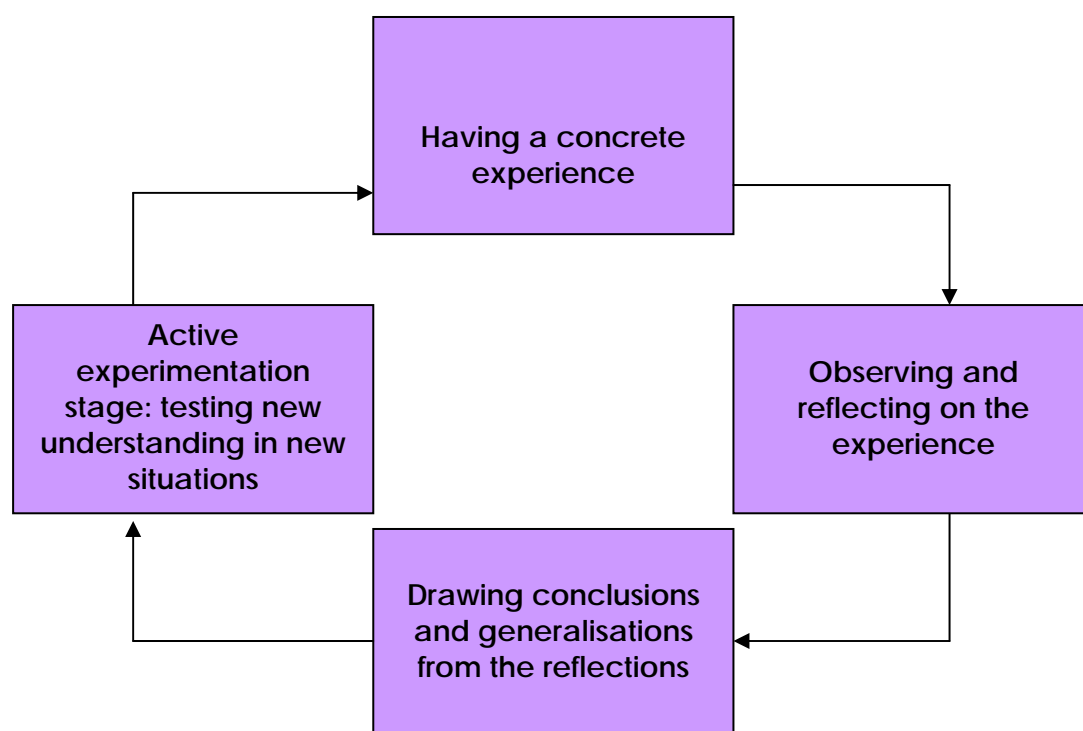 Having a concrete
experience
Observing and
reflecting on the
experience
Drawing conclusions
and generalisations
from the reflections
Active
experimentation
stage: testing new
understanding in new
situations